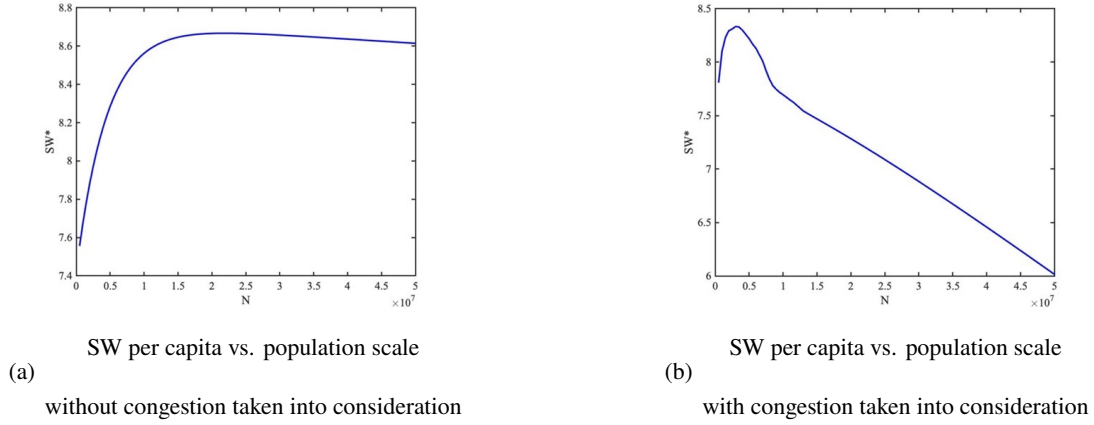 8.8
8.6
8.4
8.2
8
7.8
7.6
7.4
SW*
0 0.5 1 1.5 2 2.5 3 3.5 4 4.5 5
N
×10⁷
SW per capita vs. population scale
(a)
without congestion taken into consideration
8.5
8
7.5
7
6.5
6
SW*
0 0.5 1 1.5 2 2.5 3 3.5 4 4.5 5
N
×10⁷
SW per capita vs. population scale
(b)
with congestion taken into consideration